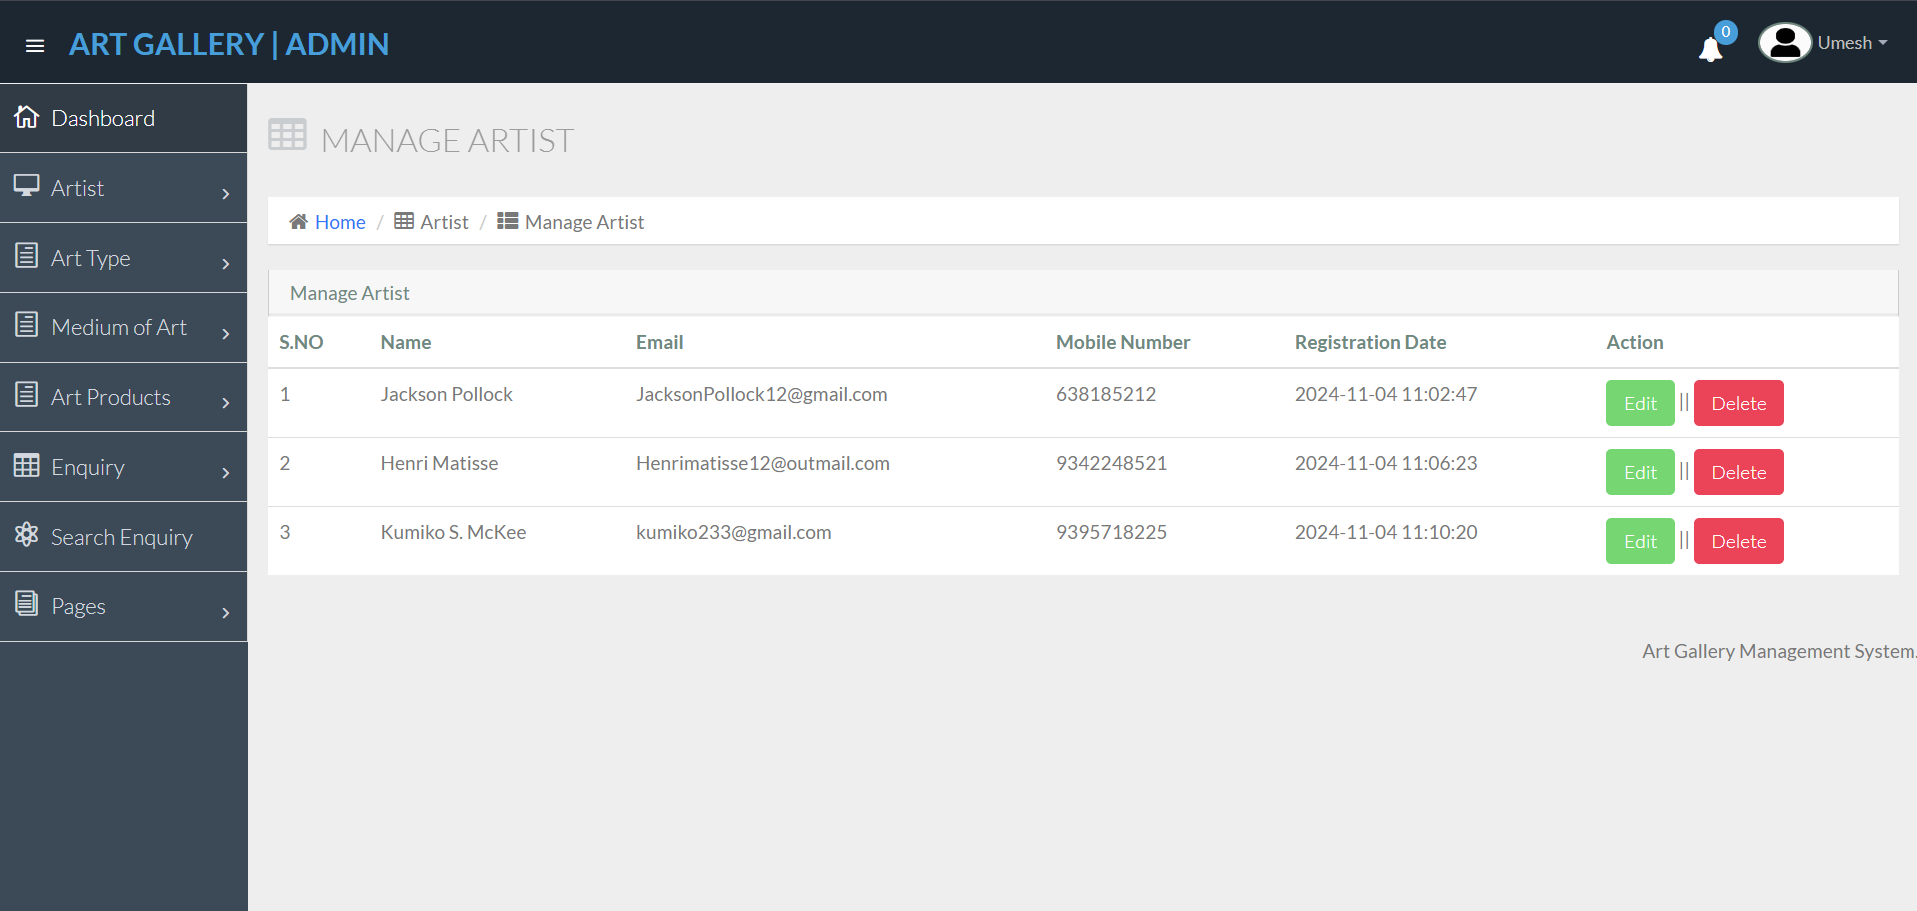 ART GALLERY | ADMIN
0
Umesh
Dashboard
Artist
Art Type
Medium of Art
Art Products
Enquiry
Search Enquiry
Pages
MANAGE ARTIST
Home / Artist / Manage Artist
Manage Artist
S.NO Name Email Mobile Number Registration Date Action
1 Jackson Pollock JacksonPollock12@gmail.com 638185212 2024-11-04 11:02:47 Edit || Delete
2 Henri Matisse Henrimatisse12@outmail.com 9342248521 2024-11-04 11:06:23 Edit || Delete
3 Kumiko S. McKee kumiko233@gmail.com 9395718225 2024-11-04 11:10:20 Edit || Delete
Art Gallery Management System.